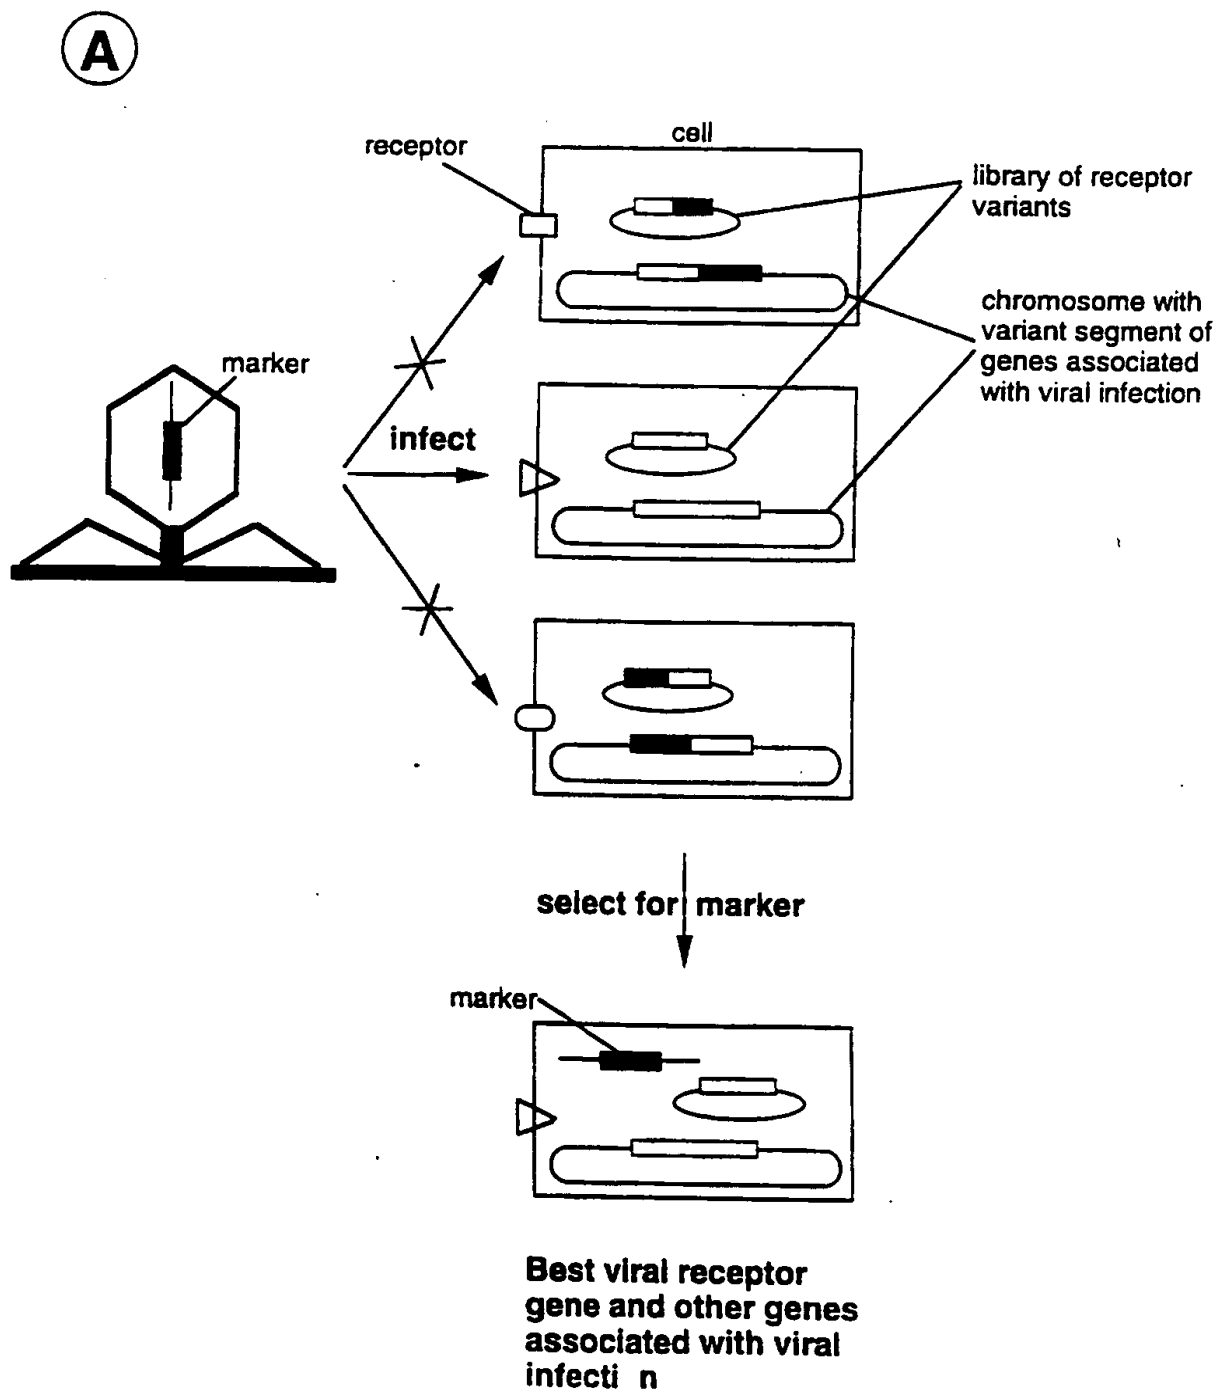 A
cell
receptor
library of receptor
variants
chromosome with
variant segment of
genes associated
with viral infection
marker
infect
select for marker
marker
Best viral receptor
gene and other genes
associated with viral
infecti n